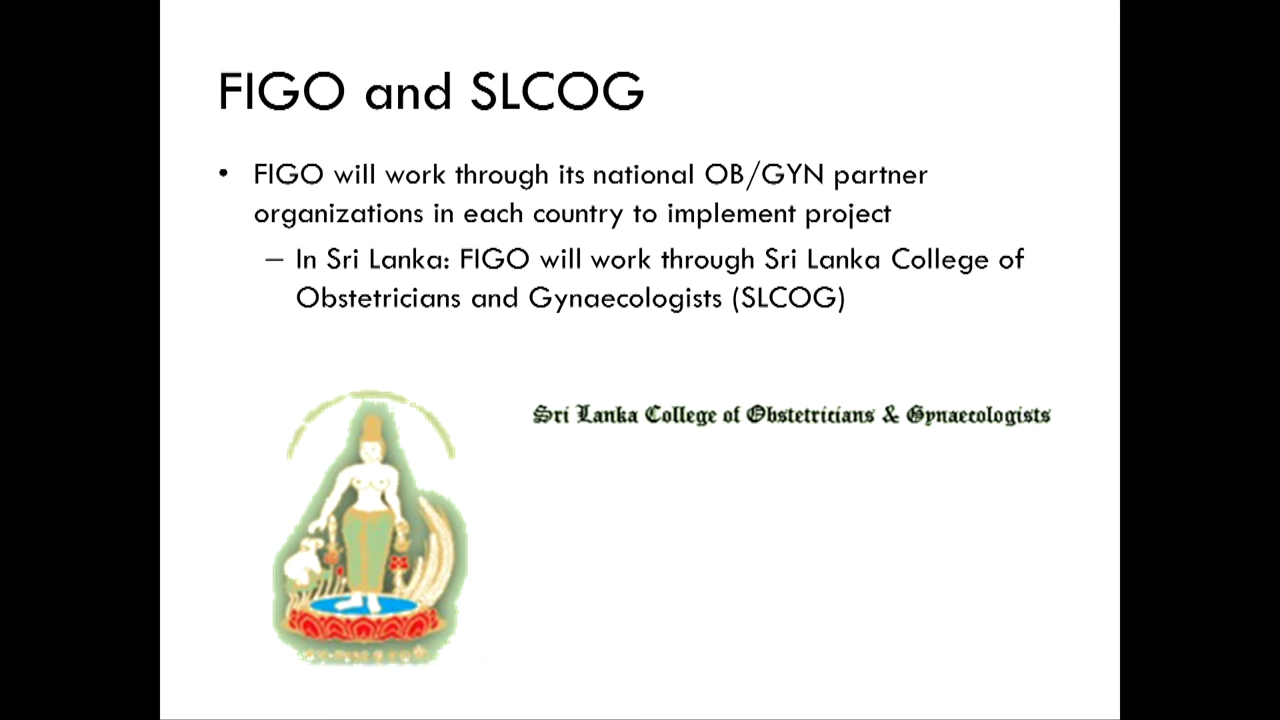 FIGO and SLCOG
• FIGO will work through its national OB/GYN partner
organizations in each country to implement project
– In Sri Lanka: FIGO will work through Sri Lanka College of
Obstetricians and Gynaecologists (SLCOG)
Sri Lanka College of Obstetricians & Gynaecologists